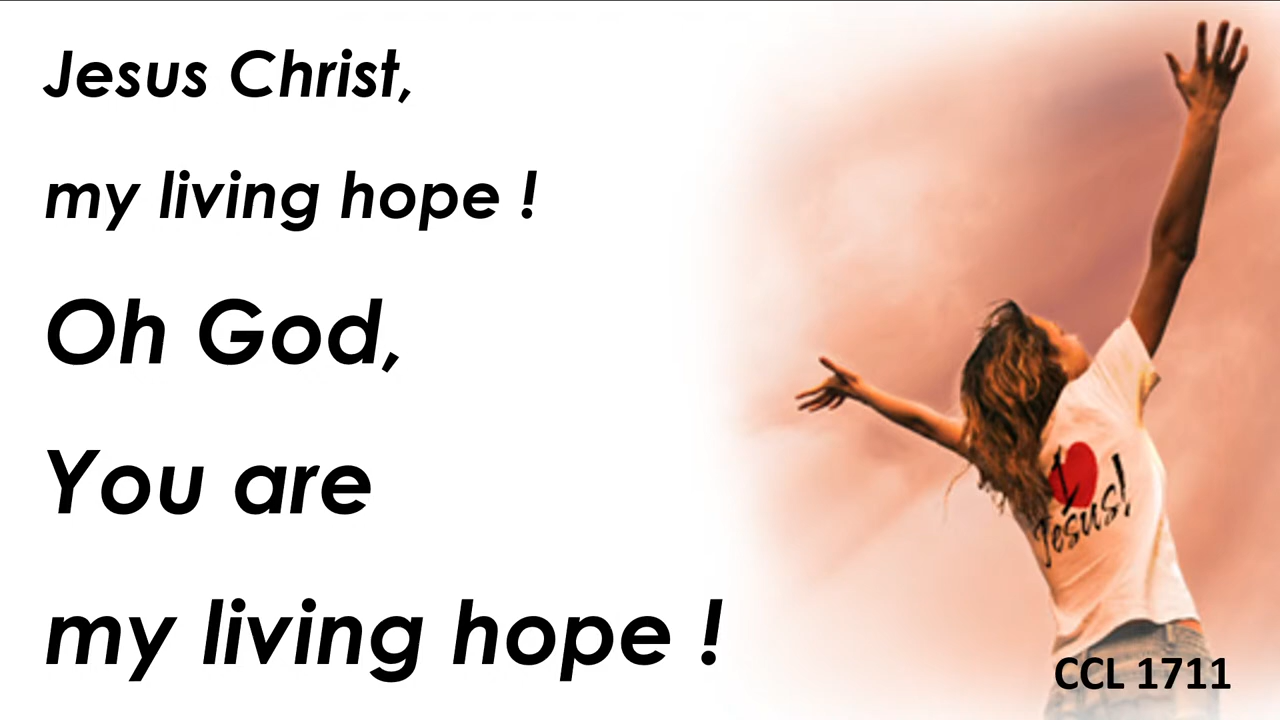 Jesus Christ,
my living hope !
Oh God,
You are
my living hope !
I
Jesus!
CCL 1711